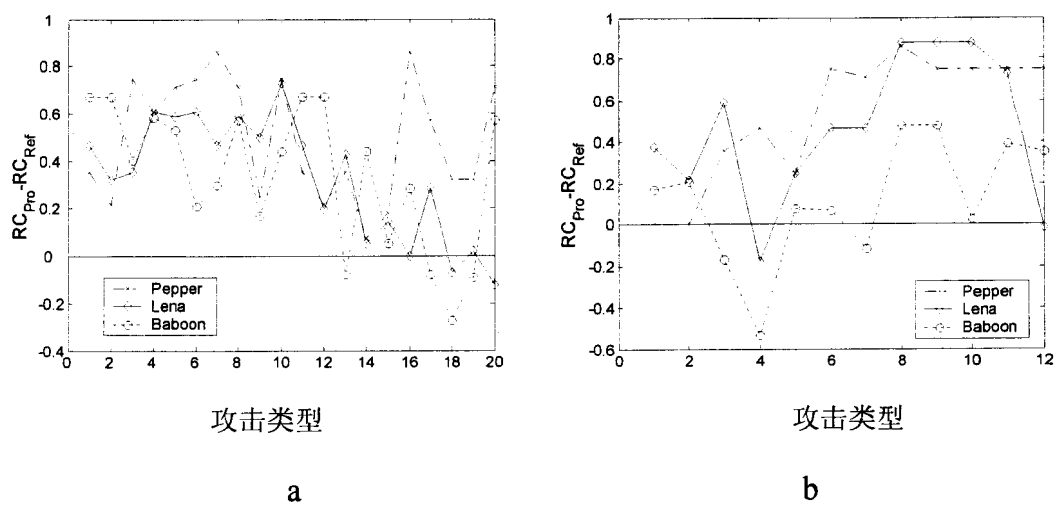 1
0.8
0.6
0.4
0.2
0
-0.2
-0.4
RC_Pro-RC_Ref
Pepper
Lena
Baboon
0 2 4 6 8 10 12 14 16 18 20
攻击类型
a
1
0.8
0.6
0.4
0.2
0
-0.2
-0.4
-0.6
RC_Pro-RC_Ref
Pepper
Lena
Baboon
0 2 4 6 8 10 12
攻击类型
b